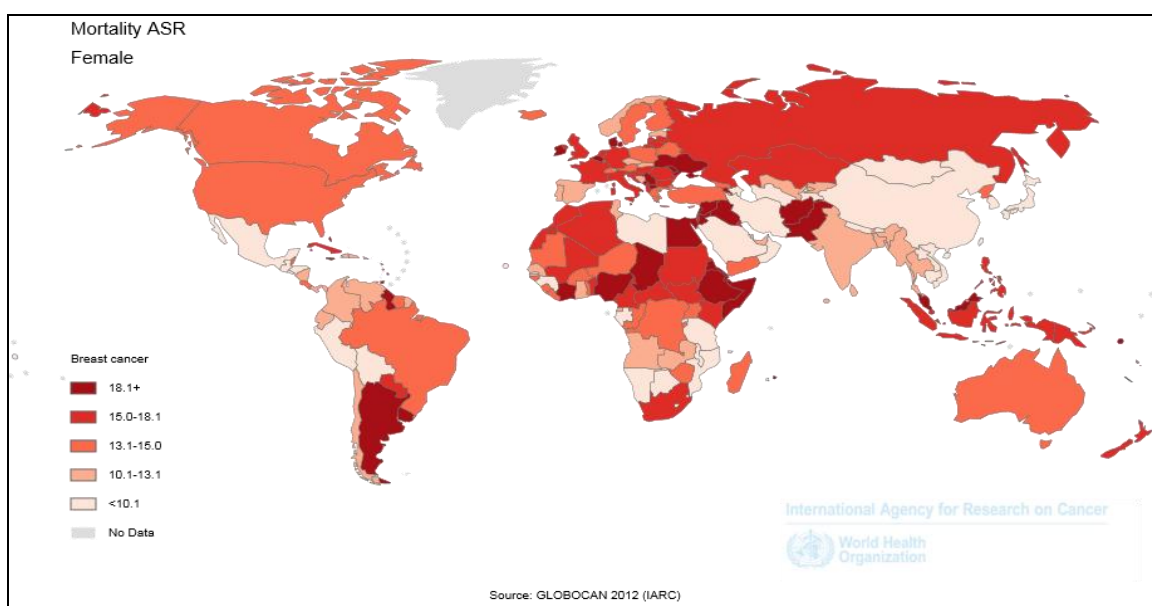 Mortality ASR
Female
Breast cancer
18.1+
15.0-18.1
13.1-15.0
10.1-13.1
<10.1
No Data
International Agency for Research on Cancer
World Health
Organization
Source: GLOBOCAN 2012 (IARC)